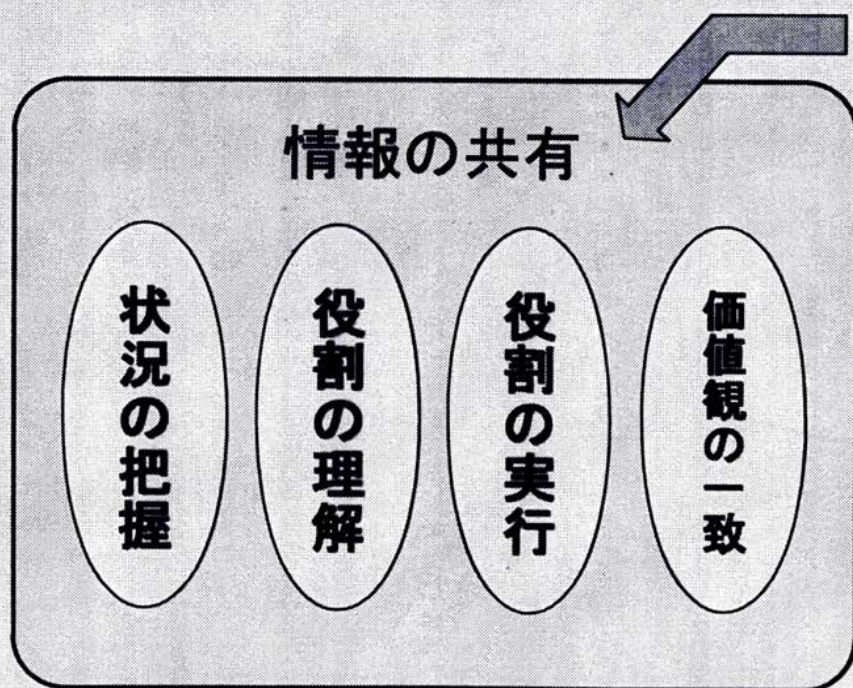 情報の共有
状況の把握
役割の理解
役割の実行
価値観の一致